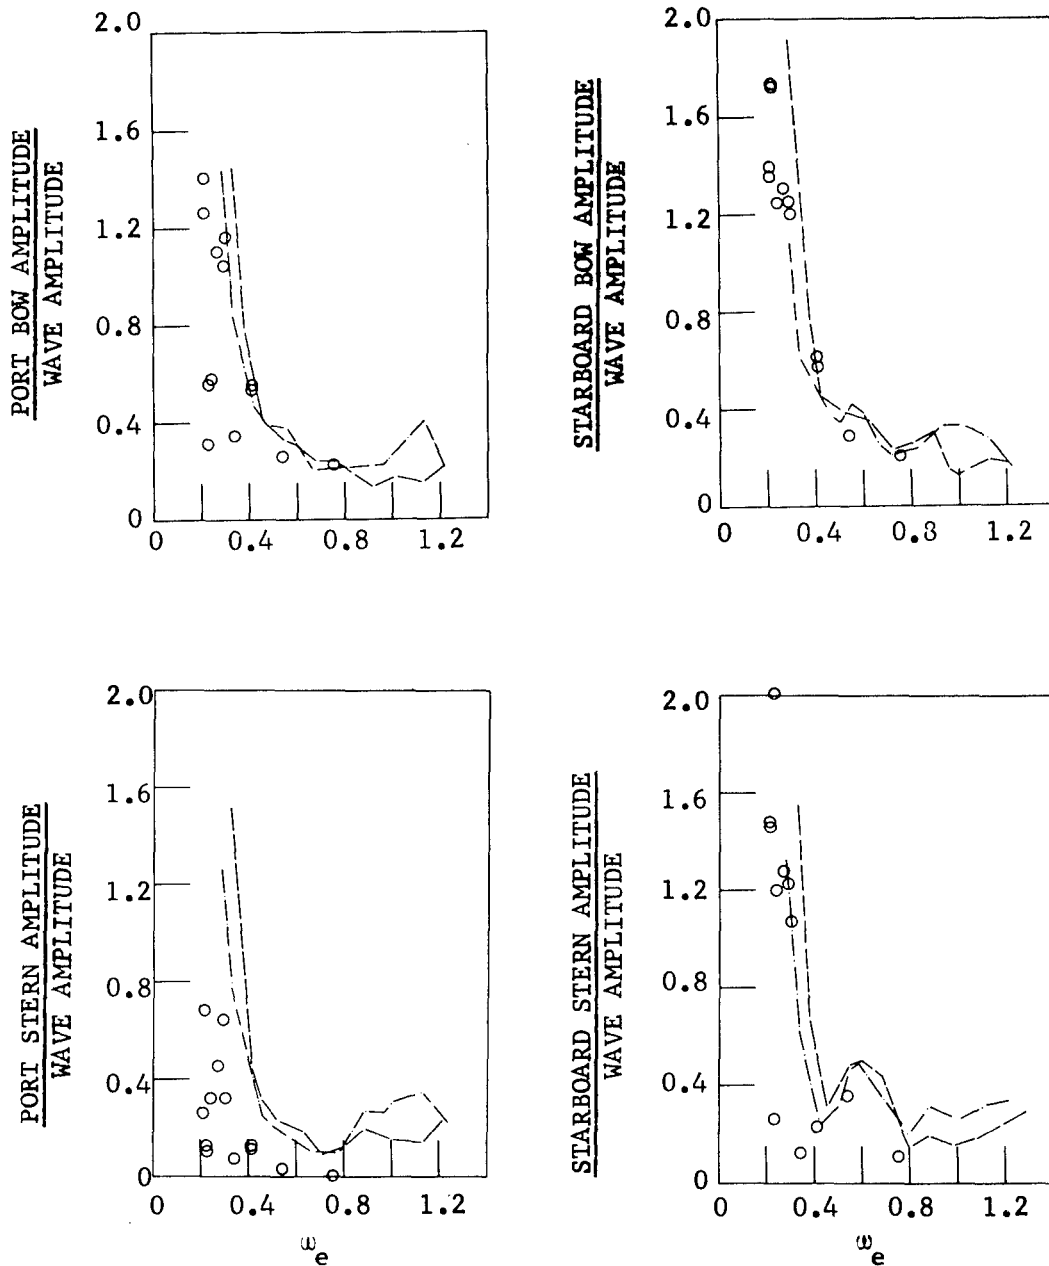 PORT BOW AMPLITUDE
WAVE AMPLITUDE
2.0
1.6
1.2
0.8
0.4
0
0 0.4 0.8 1.2
STARBOARD BOW AMPLITUDE
WAVE AMPLITUDE
2.0
1.6
1.2
0.8
0.4
0
0 0.4 0.8 1.2
PORT STERN AMPLITUDE
WAVE AMPLITUDE
2.0
1.6
1.2
0.8
0.4
0
0 0.4 0.8 1.2
ωe
STARBOARD STERN AMPLITUDE
WAVE AMPLITUDE
2.0
1.6
1.2
0.8
0.4
0
0 0.4 0.8 1.2
ωe